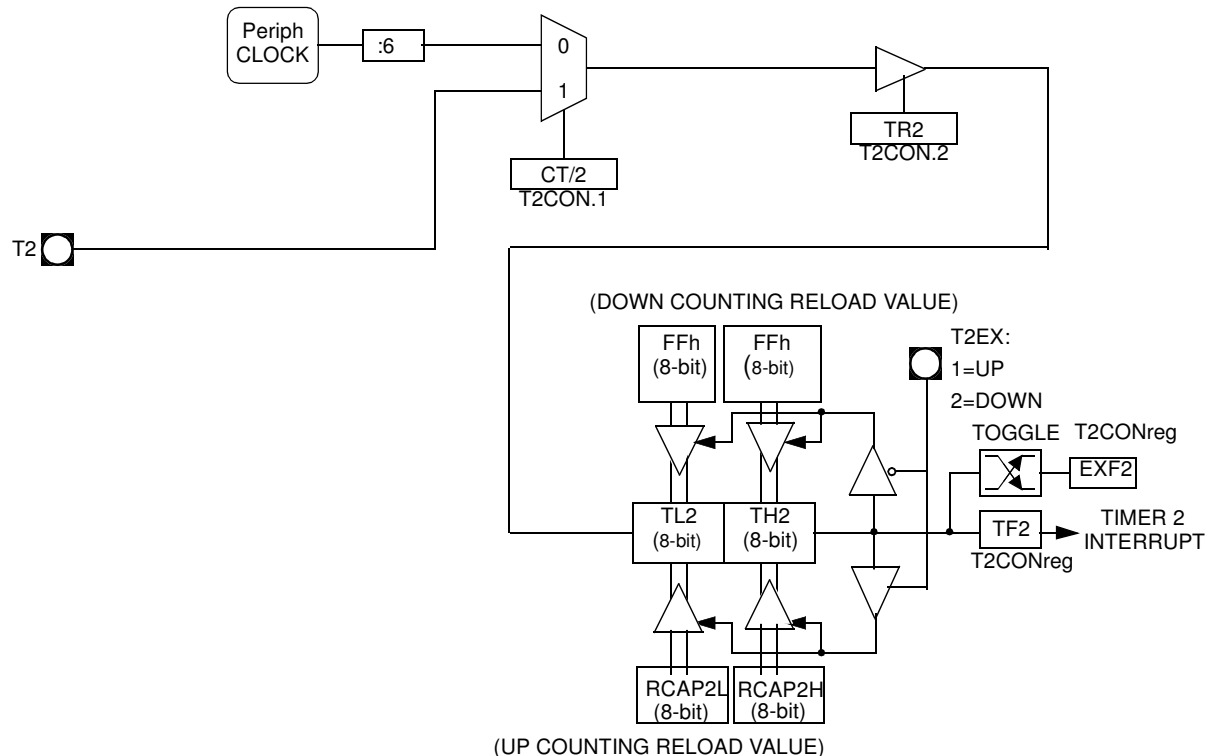 Periph
CLOCK
:6
0
1
TR2
T2CON.2
CT/2
T2CON.1
T2
(DOWN COUNTING RELOAD VALUE)
FFh
(8-bit)
FFh
(8-bit)
T2EX:
1=UP
2=DOWN
TOGGLE
T2CONreg
EXF2
TL2
(8-bit)
TH2
(8-bit)
TF2
T2CONreg
TIMER 2
INTERRUPT
RCAP2L
(8-bit)
RCAP2H
(8-bit)
(UP COUNTING RELOAD VALUE)